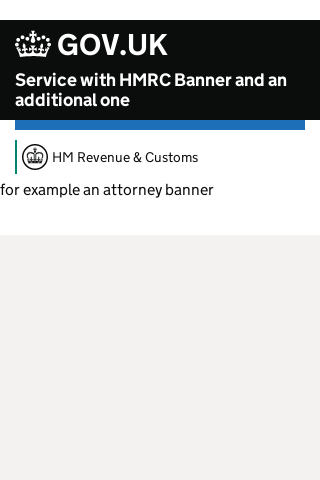 GOV.UK
Service with HMRC Banner and an
additional one
HM Revenue & Customs
for example an attorney banner